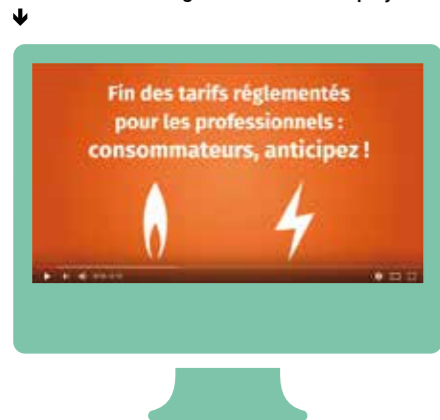 Fin des tarifs réglementés
pour les professionnels :
consommateurs, anticipez !